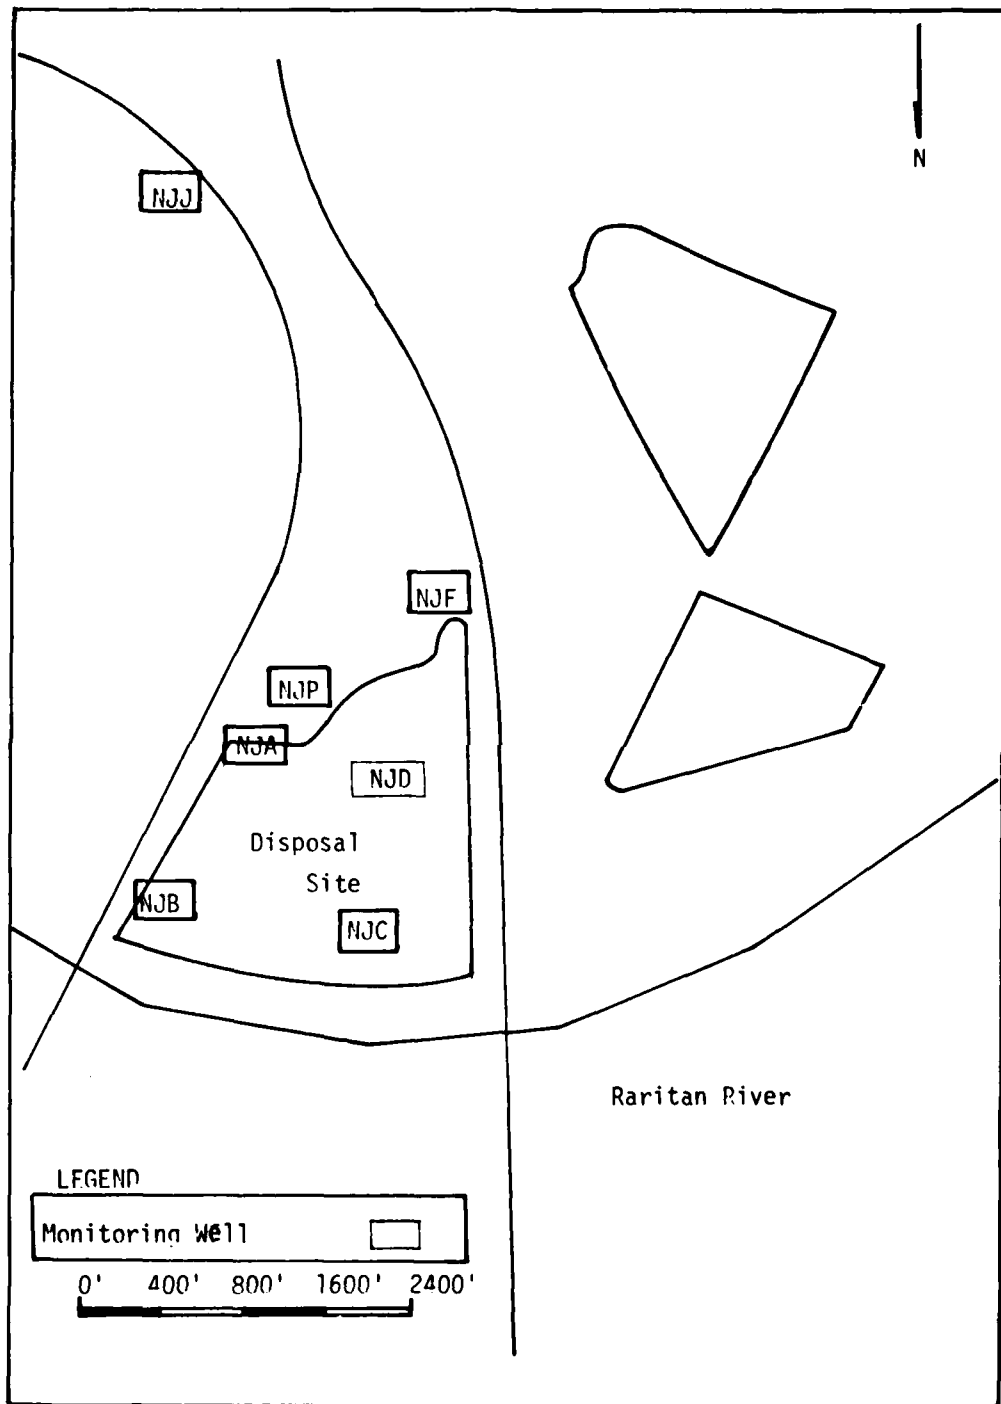 N
NJJ
NJF
NJP
NJA
NJD
Disposal
Site
NJB
NJC
Raritan River
LEGEND
Monitoring Well
0' 400' 800' 1600' 2400'